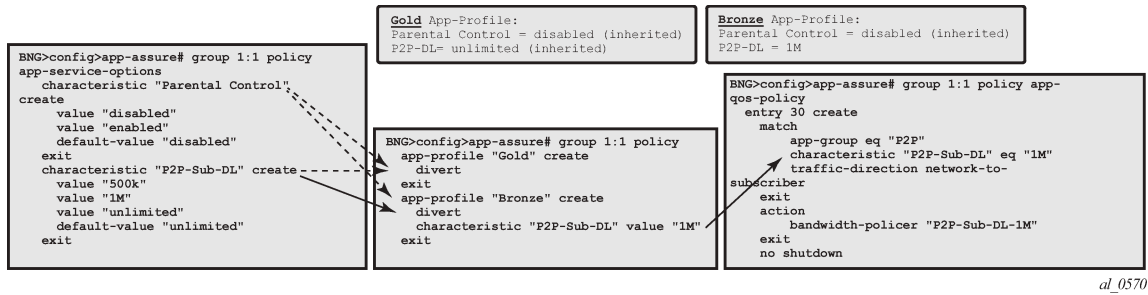 Gold App-Profile:
Parental Control = disabled (inherited)
P2P-DL= unlimited (inherited)
Bronze App-Profile:
Parental Control = disabled (inherited)
P2P-DL = 1M
BNG>config>app-assure# group 1:1 policy
app-service-options
characteristic "Parental Control"
create
value "disabled"
value "enabled"
default-value "disabled"
exit
characteristic "P2P-Sub-DL" create
value "500k"
value "1M"
value "unlimited"
default-value "unlimited"
exit
BNG>config>app-assure# group 1:1 policy
app-profile "Gold" create
divert
exit
app-profile "Bronze" create
divert
characteristic "P2P-Sub-DL" value "1M"
exit
BNG>config>app-assure# group 1:1 policy app-
qos-policy
entry 30 create
match
app-group eq "P2P"
characteristic "P2P-Sub-DL" eq "1M"
traffic-direction network-to-
subscriber
exit
action
bandwidth-policer "P2P-Sub-DL-1M"
exit
no shutdown
al_0570